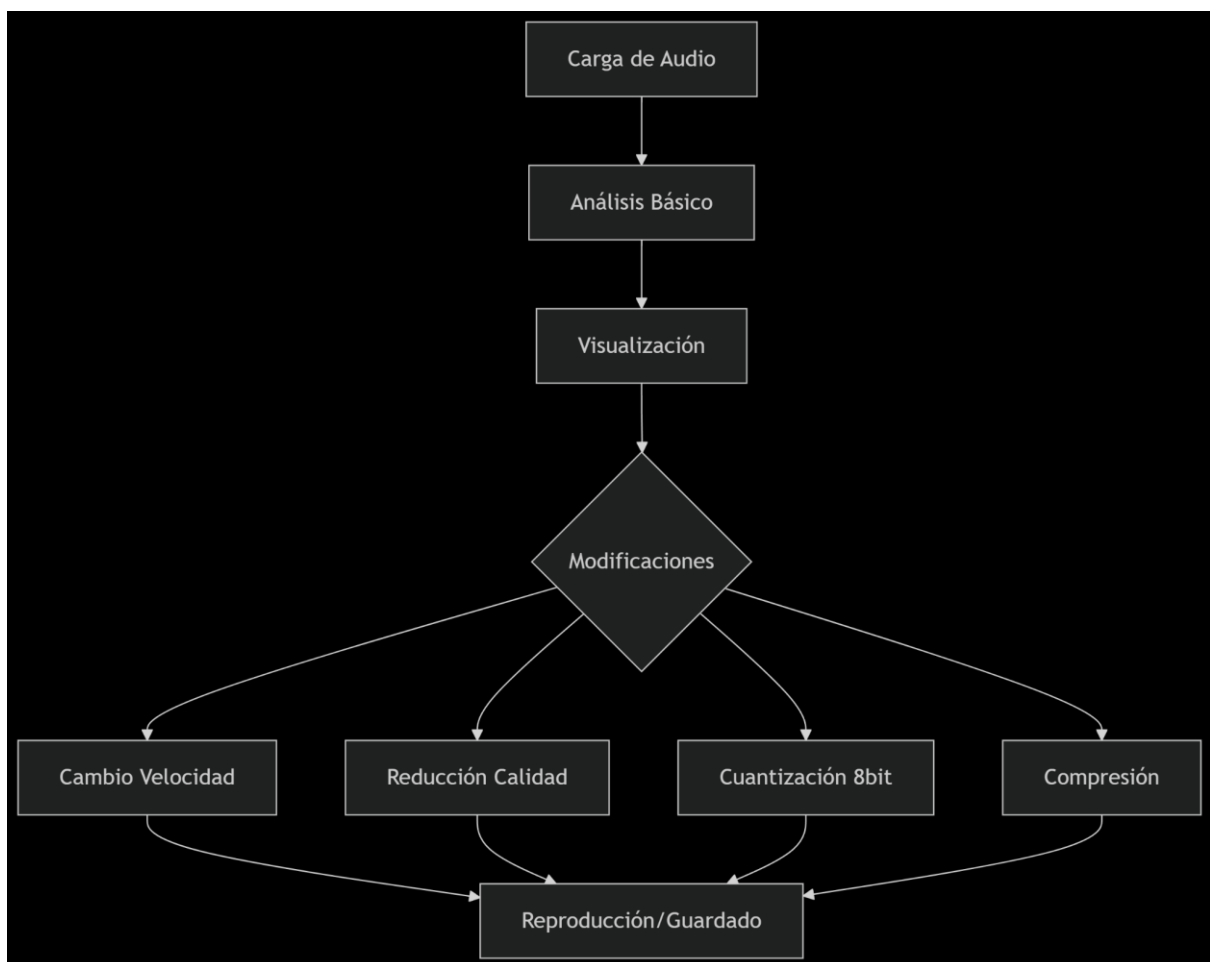 Carga de Audio
Análisis Básico
Visualización
Modificaciones
Cambio Velocidad
Reducción Calidad
Cuantización 8bit
Compresión
Reproducción/Guardado